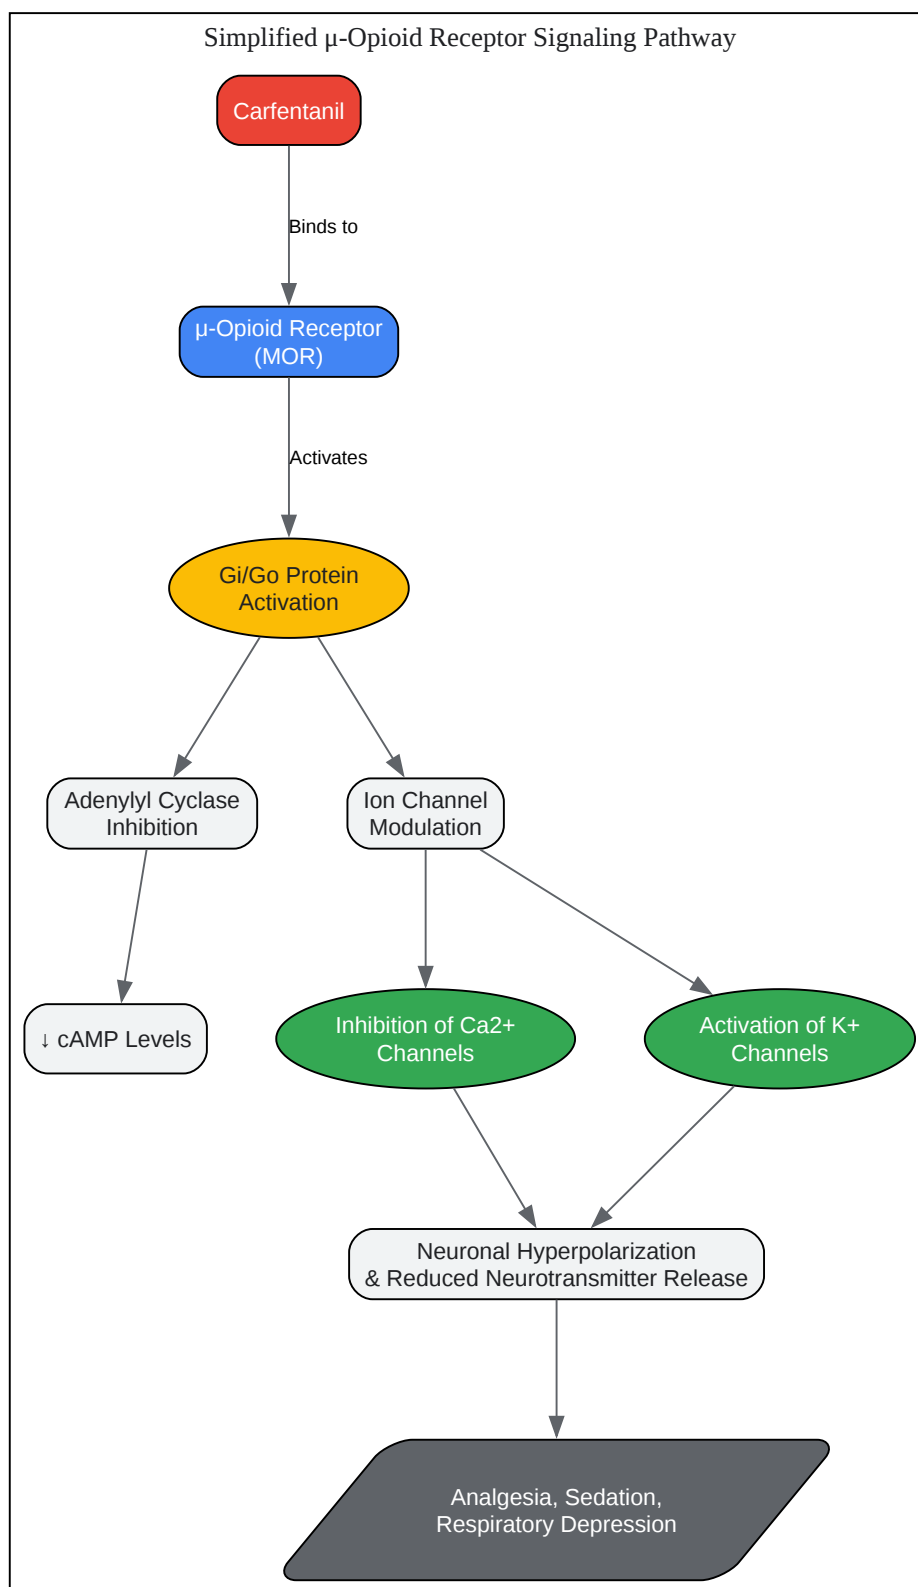 Simplified μ-Opioid Receptor Signaling Pathway
Carfentanil
Binds to
μ-Opioid Receptor
(MOR)
Activates
Gi/Go Protein
Activation
Adenylyl Cyclase
Inhibition
Ion Channel
Modulation
↓ cAMP Levels
Inhibition of Ca2+
Channels
Activation of K+
Channels
Neuronal Hyperpolarization
& Reduced Neurotransmitter Release
Analgesia, Sedation,
Respiratory Depression